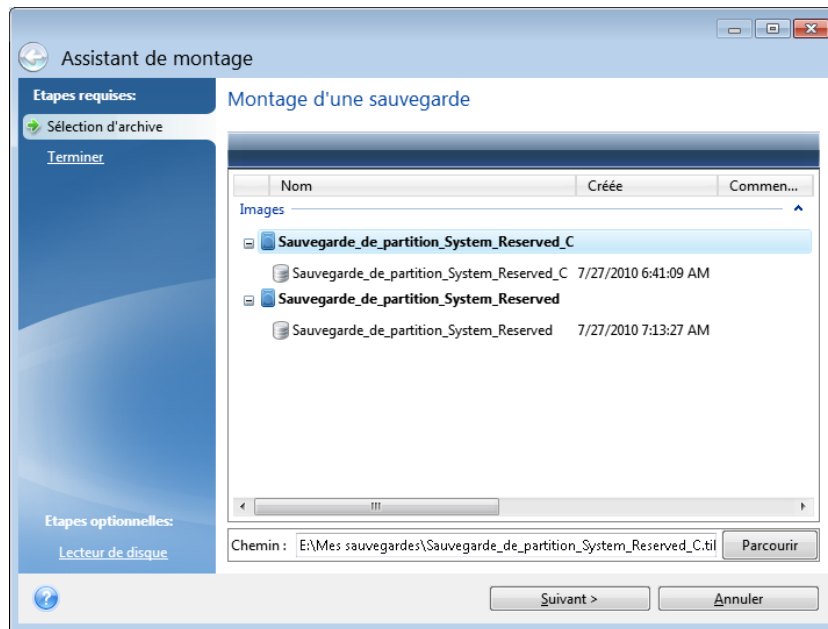 Assistant de montage
Etapes requises:
Sélection d'archive
Terminer
Montage d'une sauvegarde
Nom Créée Commen...
Images
Sauvegarde_de_partition_System_Reserved_C
Sauvegarde_de_partition_System_Reserved_C 7/27/2010 6:41:09 AM
Sauvegarde_de_partition_System_Reserved
Sauvegarde_de_partition_System_Reserved 7/27/2010 7:13:27 AM
Etapes optionnelles:
Lecteur de disque
Chemin : E:\Mes sauvegardes\Sauvegarde_de_partition_System_Reserved_C.til Parcourir
Suivant > Annuler